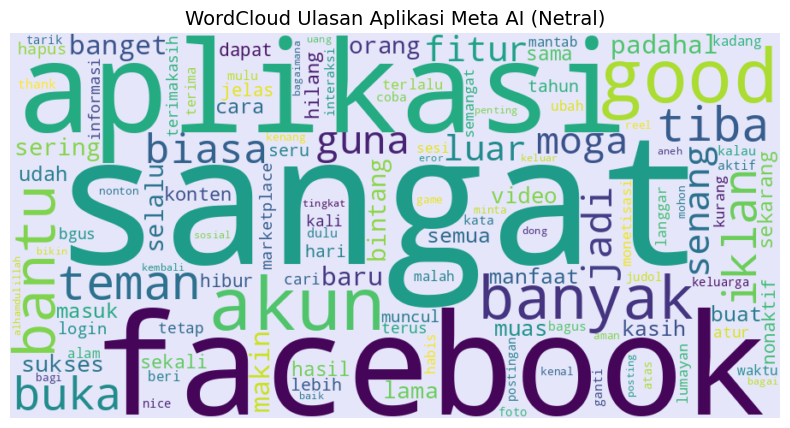 WordCloud Ulasan Aplikasi Meta AI (Netral)
tarik
hapus
banget
dapat
orang
fitur
uang
mantab
kadang
padahal
sama
thank
informasi
terimakasih
terima
mulu
jelas
cara
hilang
bagaimana
interaksi
coba
terlalu
semangat
tahun
ubah
penting
reel
aplikasi
good
sering
biasa
seru
kenang
guna
sesi
eror
luar
keluar
moga
tiba
aneh
kalau
aktif
udah
selalu
konten
nonton
bgus
sangat
bantu
marketplace
tingkat
kali
dulu
hari
bintang
game
video
kata
minta
semua
dong
jadi
monetisasi
langgar
mohon
senang
kurang
iklan
sekarang
sosial
bikin
kembali
teman
hibur
cari
baru
malah
manfaat
judol
keluarga
alhamdulillah
masuk
login
tetap
akun
muncul
terus
banyak
muas
bagus
aman
kasih
buat
atur
nonaktif
alam
sukses
bagi
sekali
beri
makin
hasil
lebih
baik
habis
lama
postingan
kenal
ganti
posting
atas
lumayan
waktu
bagai
buka
nice
foto
facebook